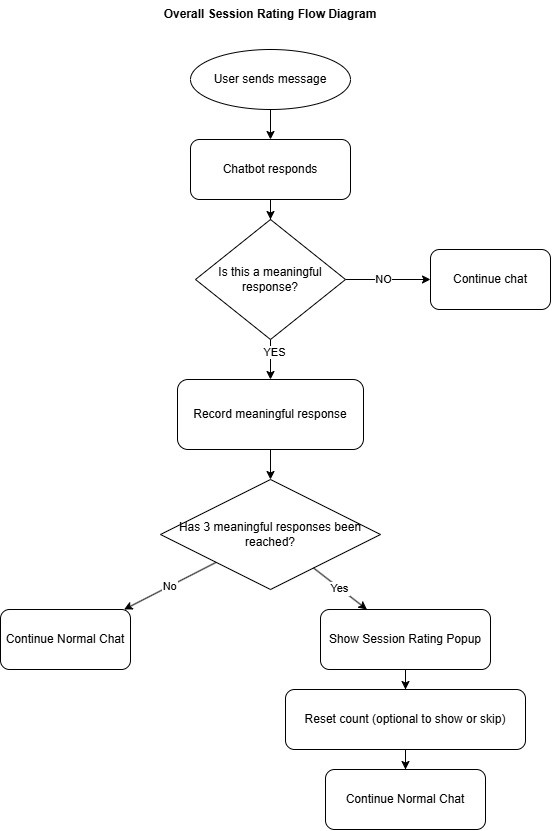 Overall Session Rating Flow Diagram
User sends message
Chatbot responds
Is this a meaningful
response?
NO
Continue chat
YES
Record meaningful response
Has 3 meaningful responses been
reached?
No
Yes
Continue Normal Chat
Show Session Rating Popup
Reset count (optional to show or skip)
Continue Normal Chat